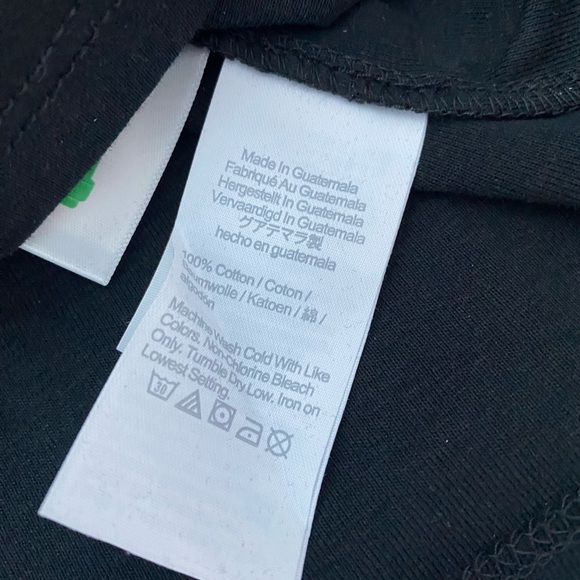 Made In Guatemala
Fabriqué Au Guatemala
Hergestellt In Guatemala
Vervaardigd In Guatemala
グアテマラ製
hecho en guatemala
100% Cotton / Coton /
Baumwolle / Katoen / 綿 /
algodon
Machine Wash Cold With Like
Colors. Non-Chlorine Bleach
Only. Tumble Dry Low. Iron on
Lowest Setting.
30